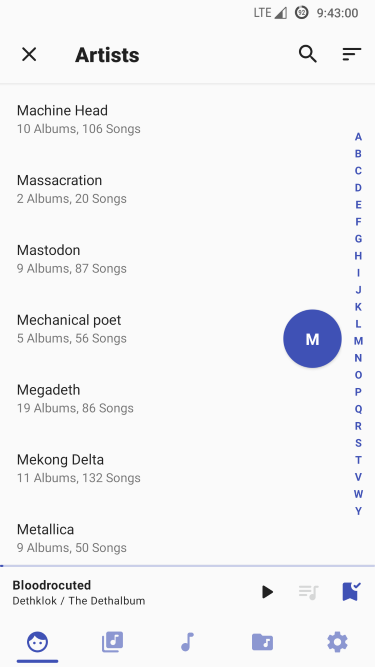 LTE 92 9:43:00
Artists
Machine Head
10 Albums, 106 Songs
Massacration
2 Albums, 20 Songs
Mastodon
9 Albums, 87 Songs
Mechanical poet
5 Albums, 56 Songs
Megadeth
19 Albums, 86 Songs
Mekong Delta
11 Albums, 132 Songs
Metallica
9 Albums, 50 Songs
M
A
B
C
D
E
F
G
H
I
J
K
L
M
N
O
P
Q
R
S
T
V
W
Y
Bloodrocuted
Dethklok / The Dethalbum